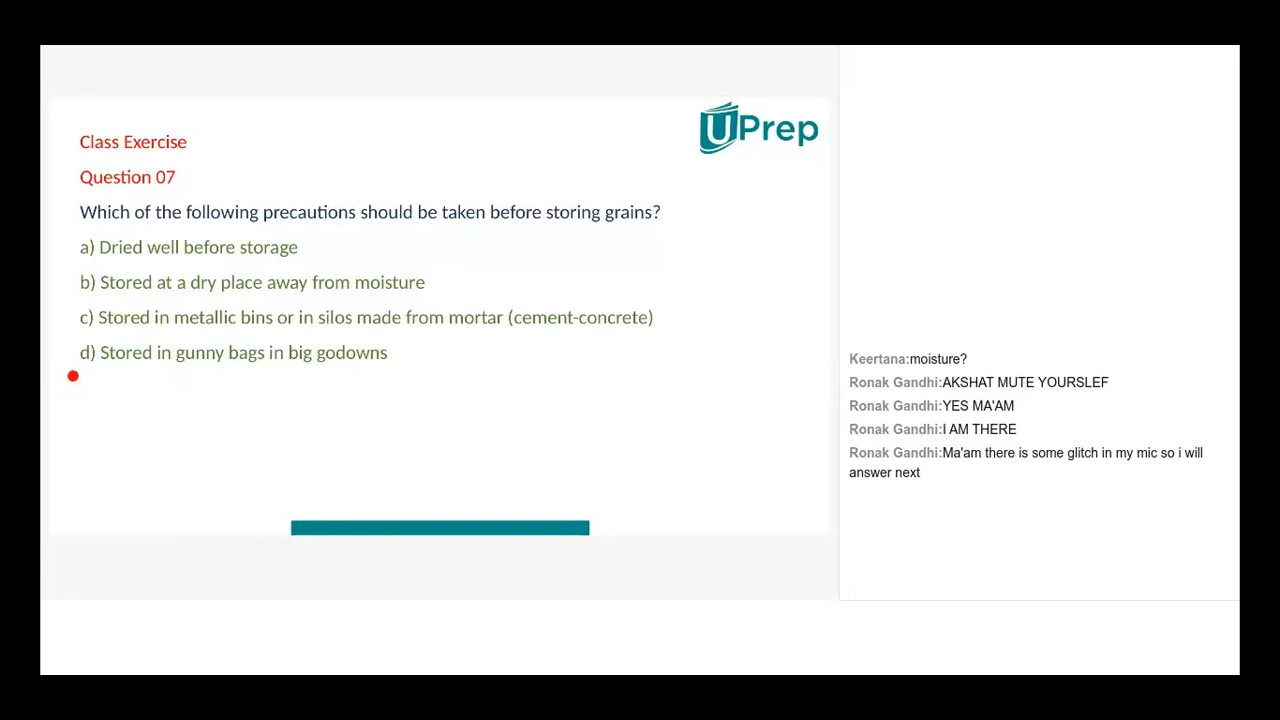 UPrep
Class Exercise
Question 07
Which of the following precautions should be taken before storing grains?
a) Dried well before storage
b) Stored at a dry place away from moisture
c) Stored in metallic bins or in silos made from mortar (cement-concrete)
d) Stored in gunny bags in big godowns
Keertana:moisture?
Ronak Gandhi:AKSHAT MUTE YOURSLEF
Ronak Gandhi:YES MA'AM
Ronak Gandhi:I AM THERE
Ronak Gandhi:Ma'am there is some glitch in my mic so i will
answer next